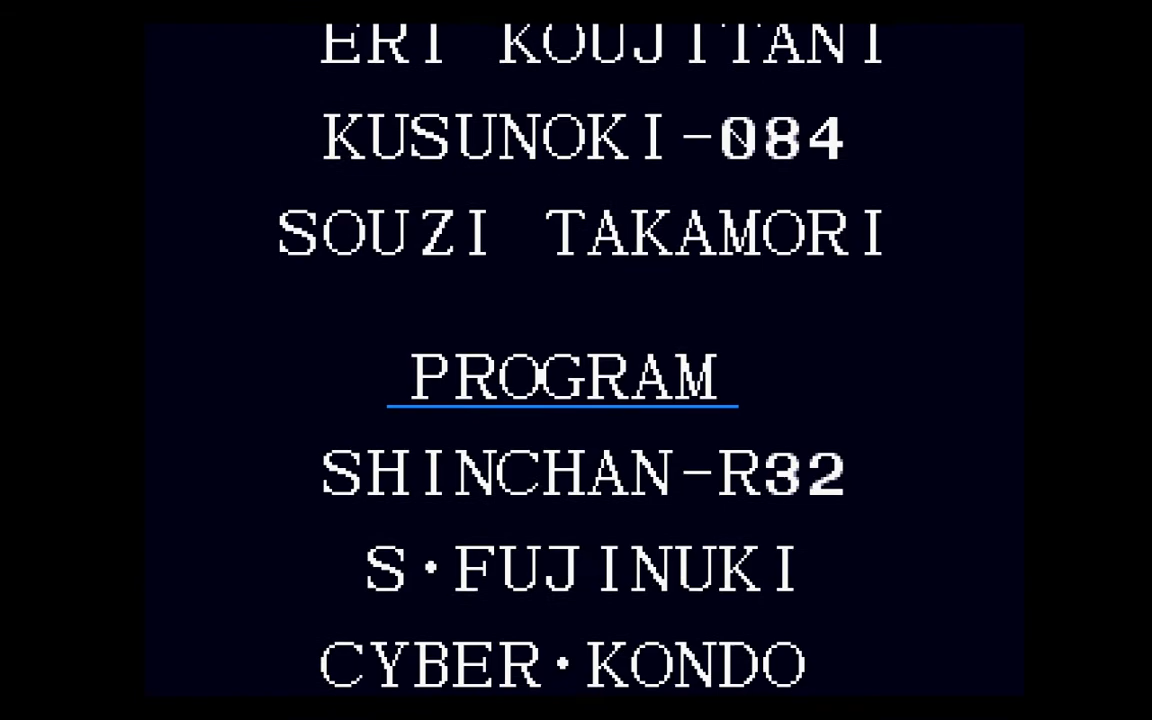 ERI KOUJITANI
KUSUNOKI-084
SOUZI TAKAMORI
PROGRAM
SHINCHAN-R32
S・FUJINUKI
CYBER・KONDO